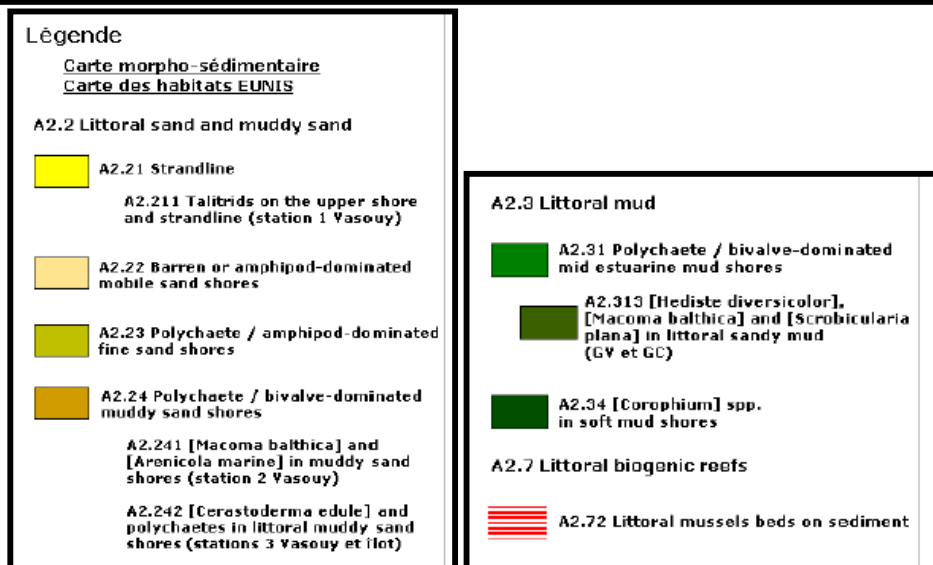 Légende
Carte morpho-sédimentaire
Carte des habitats EUNIS
A2.2 Littoral sand and muddy sand
A2.21 Strandline
A2.211 Talitrids on the upper shore
and strandline (station 1 Vasouy)
A2.22 Barren or amphipod-dominated
mobile sand shores
A2.23 Polychaete / amphipod-dominated
fine sand shores
A2.24 Polychaete / bivalve-dominated
muddy sand shores
A2.241 [Macoma balthica] and
[Arenicola marine] in muddy sand
shores (station 2 Vasouy)
A2.242 [Cerastoderma edule] and
polychaetes in littoral muddy sand
shores (stations 3 Vasouy et îlot)
A2.3 Littoral mud
A2.31 Polychaete / bivalve-dominated
mid estuarine mud shores
A2.313 [Hediste diversicolor],
[Macoma balthica] and [Scrobicularia
plana] in littoral sandy mud
(GV et GC)
A2.34 [Corophium] spp.
in soft mud shores
A2.7 Littoral biogenic reefs
A2.72 Littoral mussels beds on sediment